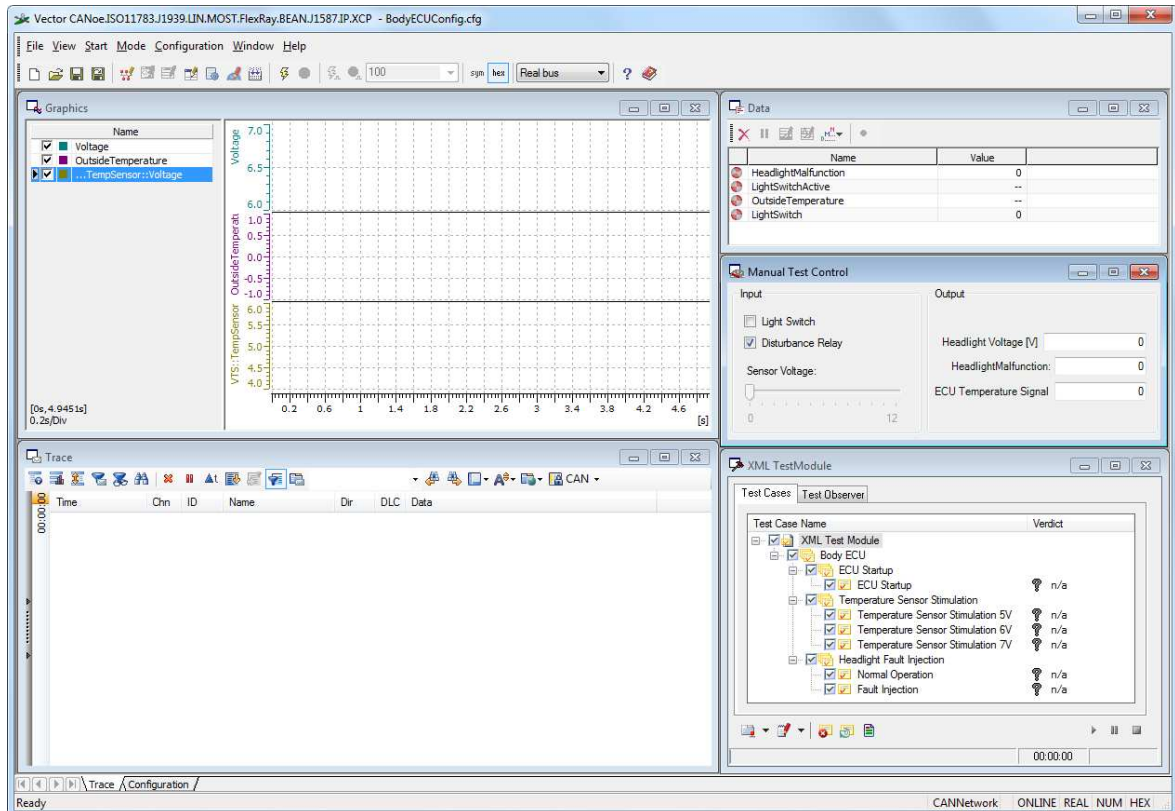 Vector CANoe.ISO11783.J1939.LIN.MOST.FlexRay.BEAN.J1587.IP.XCP - BodyECUConfig.cfg
File View Start Mode Configuration Window Help
100
sym hex Real bus
Graphics
Name
Voltage
OutsideTemperature
...TempSensor::Voltage
[0s,4.9451s]
0.2s/Div
Voltage
7.0
6.5
6.0
OutsideTemperatu
1.0
0.5
0.0
-0.5
-1.0
VTS::TempSensor
6.0
5.5
5.0
4.5
4.0
0.2 0.6 1 1.4 1.8 2.2 2.6 3 3.4 3.8 4.2 4.6
[s]
Data
Name Value
HeadlightMalfunction 0
LightSwitchActive --
OutsideTemperature --
LightSwitch 0
Manual Test Control
Input
Light Switch
Disturbance Relay
Sensor Voltage:
0 12
Output
Headlight Voltage [V] 0
HeadlightMalfunction: 0
ECU Temperature Signal 0
Trace
Δt
CAN
00:00:00
Time Chn ID Name Dir DLC Data
XML TestModule
Test Cases Test Observer
Test Case Name Verdict
XML Test Module
Body ECU
ECU Startup
ECU Startup n/a
Temperature Sensor Stimulation
Temperature Sensor Stimulation 5V n/a
Temperature Sensor Stimulation 6V n/a
Temperature Sensor Stimulation 7V n/a
Headlight Fault Injection
Normal Operation n/a
Fault Injection n/a
00:00:00
Trace Configuration
Ready
CANNetwork ONLINE REAL NUM HEX